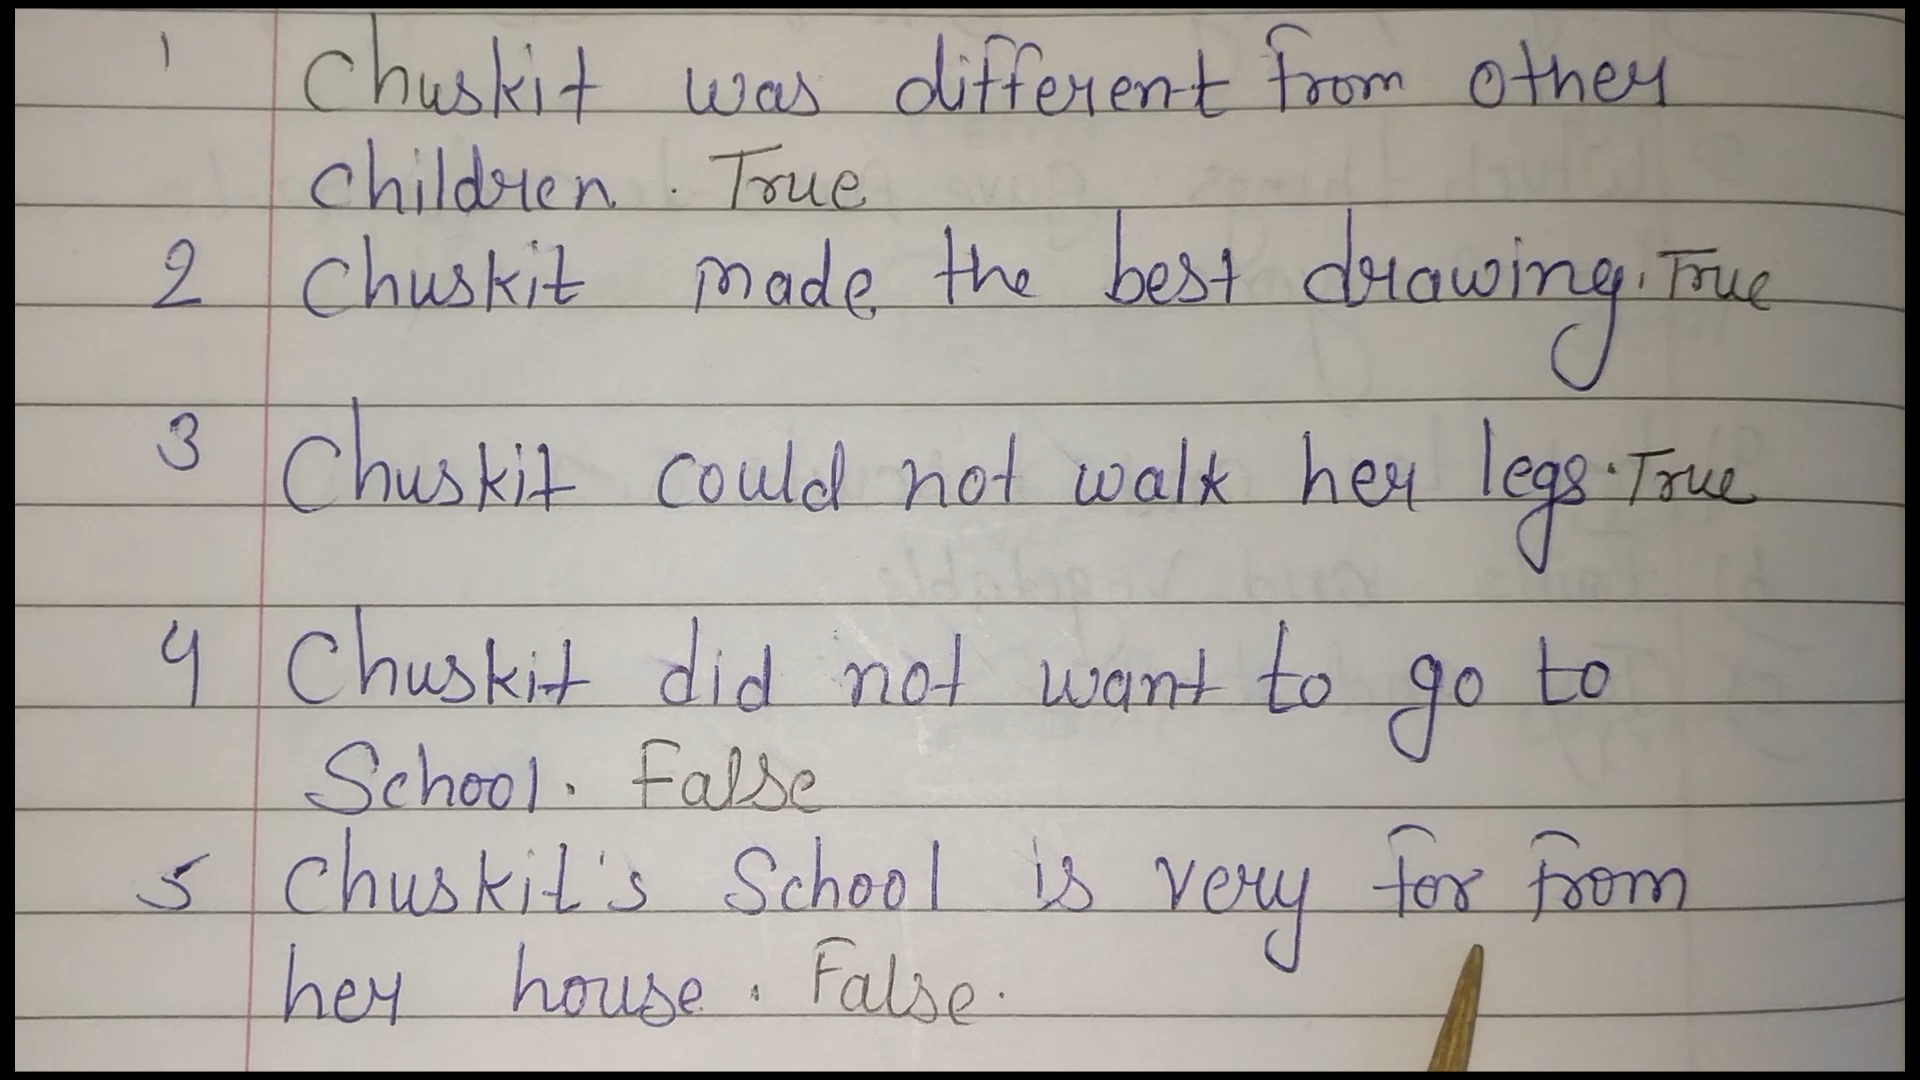 1 Chuskit was different from other
children. True
2 Chuskit made the best drawing. True
3 Chuskit could not walk her legs. True
4 Chuskit did not want to go to
School. False
5 Chuskit's School is very for from
her house. False.